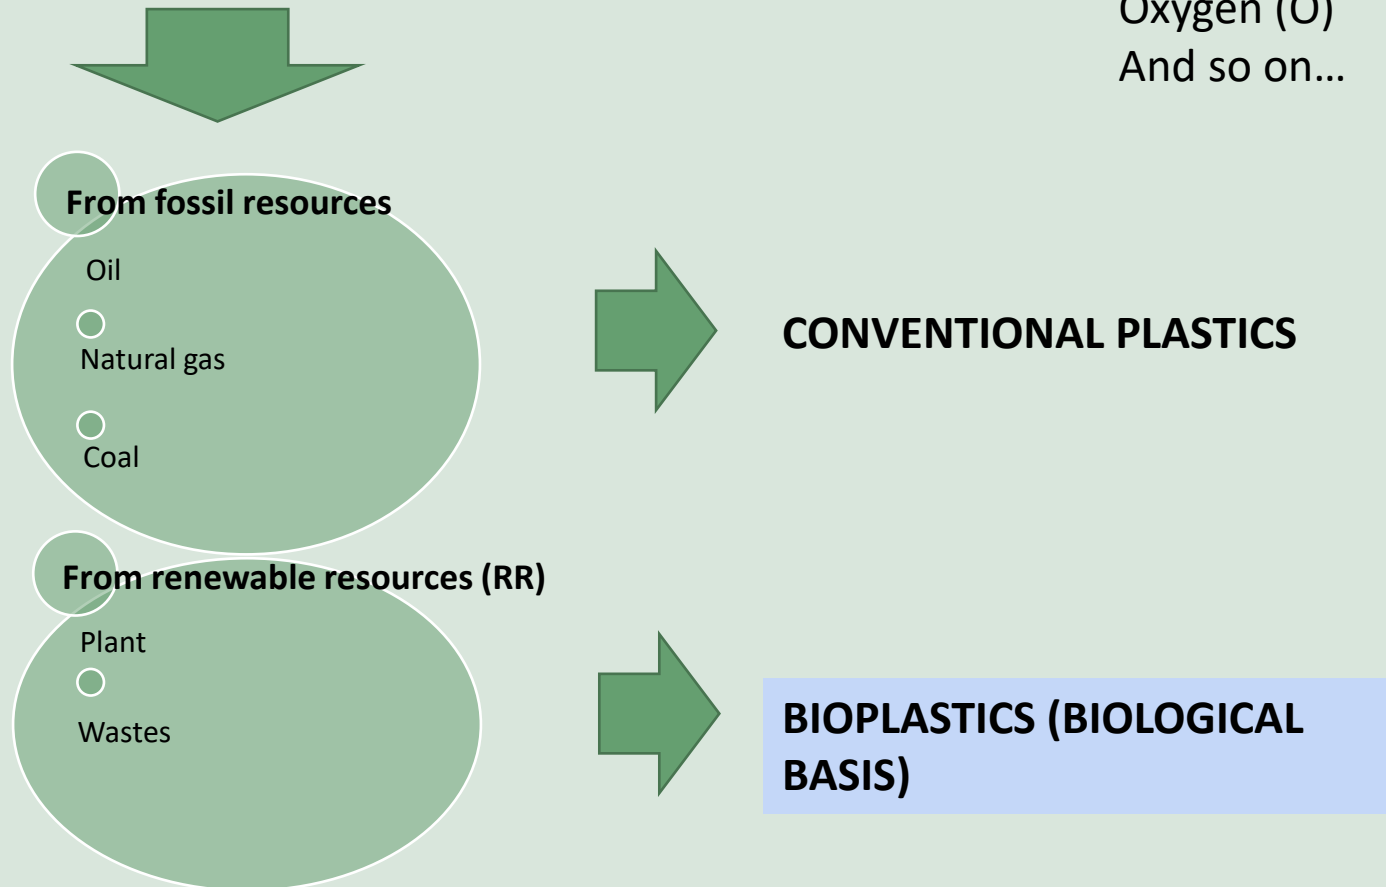 Oxygen (O)
And so on…
From fossil resources
Oil
Natural gas
Coal
CONVENTIONAL PLASTICS
From renewable resources (RR)
Plant
Wastes
BIOPLASTICS (BIOLOGICAL
BASIS)